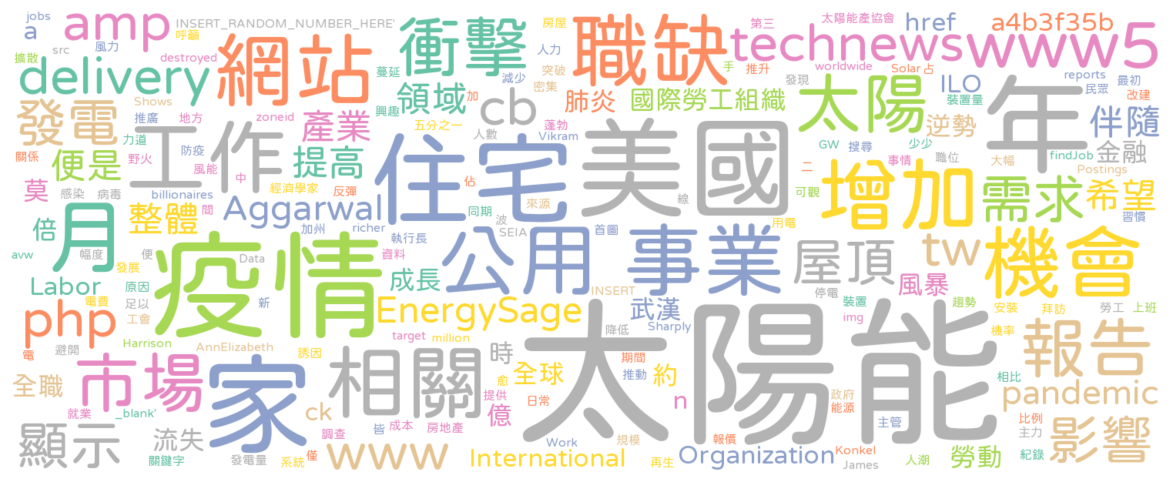 jobs
a
amp
INSERT_RANDOM_NUMBER_HERE'
呼籲
風力
擴散
src
destroyed
delivery
網站
蔓延
衝擊
人力
房屋
突破
密集
減少
職缺
第三
太陽能產協會
手
推升
worldwide
technews
href
Solar
占
a4b3f35b
www5
發電
Shows
推廣
地方
zoneid
產業
領域
興趣
加
cb
肺炎
國際勞工組織
太陽
發現
ILO
裝置量
逆勢
reports
民眾
最初
改建
年
伴隨
金融
關係
力道
野火
防疫
風能
中
工作
提高
五分之一
人數
蓬勃
Vikram
住宅
美國
GW
搜尋
少少
二
事情
職位
可觀
大幅
findJob
Postings
便是
莫
感染
病毒
billionaires
經濟學家
反彈
佔
來源
線
增加
需求
希望
習慣
倍
月
整體
間
Aggarwal
加州
richer
執行長
同期
波
SEIA
首圖
公用
事業
用電
停電
屋頂
tw
機會
avw
幅度
發展
便
Data
新
資料
疫情
成長
EnergySage
INSERT
武漢
Sharply
裝置
img
風暴
趨勢
安裝
拜訪
勞工
上班
Labor
電費
原因
足以
工會
php
Harrison
AnnElizabeth
誘因
target
million
降低
太陽能
機率
報告
電
避開
市場
家
相關
時
愈
提供
全球
期間
推動
約
政府
能源
相比
pandemic
全職
就業
_blank'
ck
億
日常
n
主管
比例
主力
紀錄
影響
顯示
流失
關鍵字
發電量
系統
僅
調查
皆
成本
房地產
www
Work
規模
再生
International
報價
Organization
Konkel
James
人潮
勞動